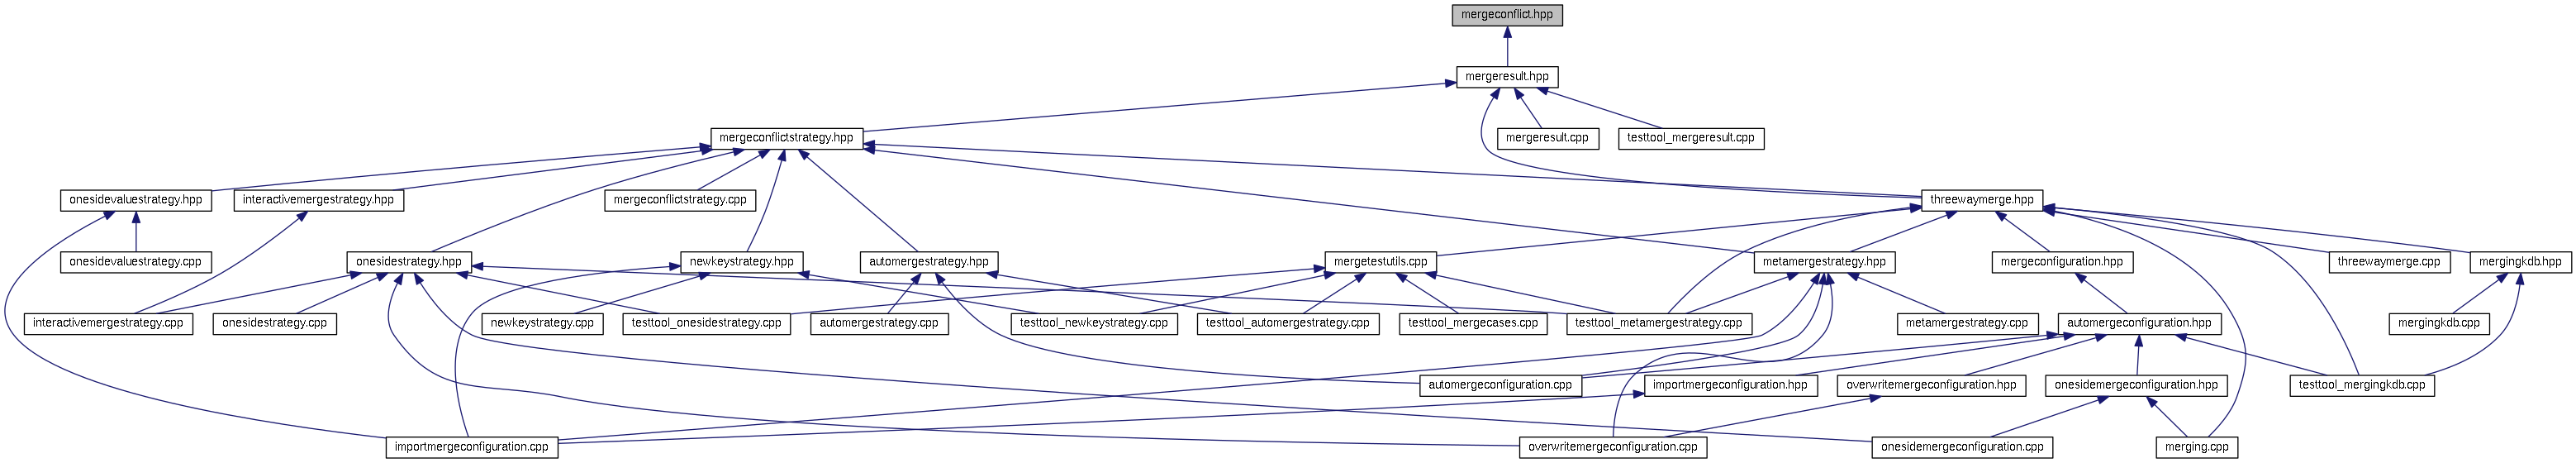 mergeconflict.hpp
mergeresult.hpp
mergeconflictstrategy.hpp
mergeresult.cpp
testtool_mergeresult.cpp
onesidevaluestrategy.hpp
interactivemergestrategy.hpp
mergeconflictstrategy.cpp
threewaymerge.hpp
onesidevaluestrategy.cpp
onesidestrategy.hpp
newkeystrategy.hpp
automergestrategy.hpp
mergetestutils.cpp
metamergestrategy.hpp
mergeconfiguration.hpp
threewaymerge.cpp
mergingkdb.hpp
interactivemergestrategy.cpp
onesidestrategy.cpp
newkeystrategy.cpp
testtool_onesidestrategy.cpp
automergestrategy.cpp
testtool_newkeystrategy.cpp
testtool_automergestrategy.cpp
testtool_mergecases.cpp
testtool_metamergestrategy.cpp
metamergestrategy.cpp
automergeconfiguration.hpp
mergingkdb.cpp
automergeconfiguration.cpp
importmergeconfiguration.hpp
overwritemergeconfiguration.hpp
onesidemergeconfiguration.hpp
testtool_mergingkdb.cpp
importmergeconfiguration.cpp
overwritemergeconfiguration.cpp
onesidemergeconfiguration.cpp
merging.cpp